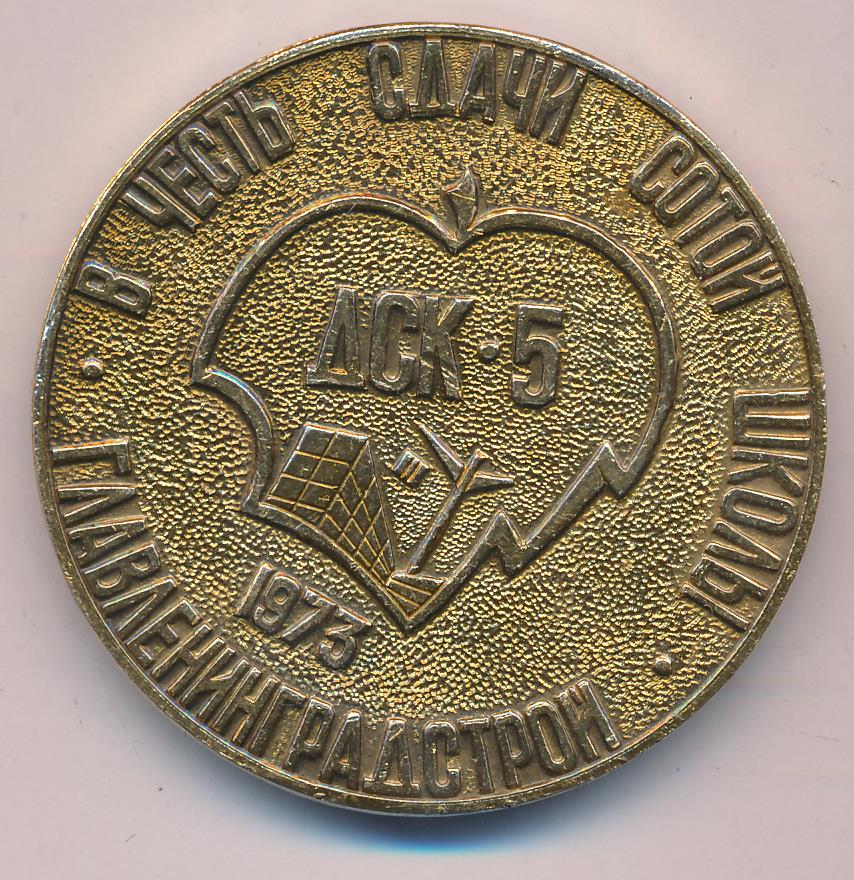 · В ЧЕСТЬ СДАЧИ СОТОЙ ШКОЛЫ ·
ДСК·5
1973
ГЛАВЛЕНИНГРАДСТРОЙ